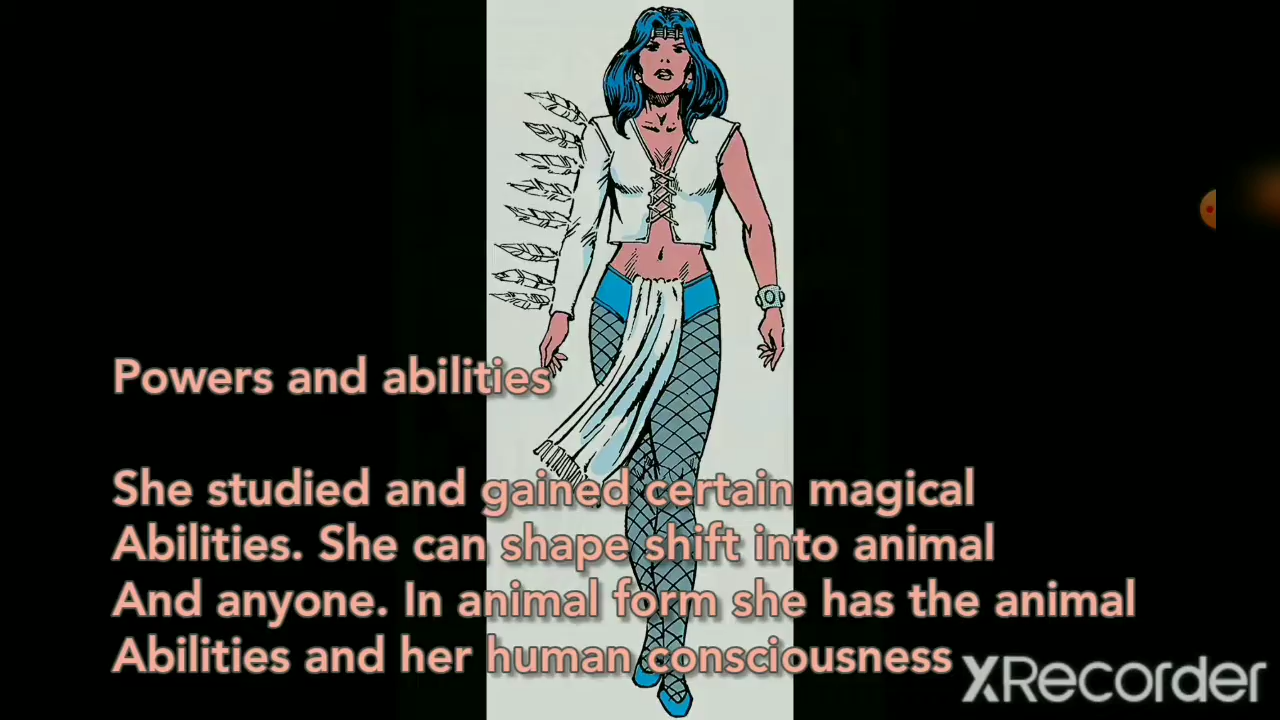 Powers and abilities
She studied and gained certain magical
Abilities. She can shape shift into animal
And anyone. In animal form she has the animal
Abilities and her human consciousness
XRecorder